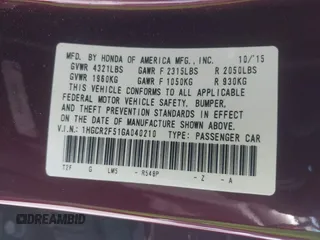 MFD. BY HONDA OF AMERICA MFG., INC. 10/15
GVWR 4321LBS GAWR F 2315LBS R 2050LBS
GVWR 1960KG GAWR F 1050KG R 930KG
THIS VEHICLE CONFORMS TO ALL APPLICABLE
FEDERAL MOTOR VEHICLE SAFETY, BUMPER,
AND THEFT PREVENTION STANDARDS IN EFFECT
ON THE DATE OF MANUFACTURE SHOWN ABOVE.
V.I.N.: 1HGCR2F51GA040210 TYPE: PASSENGER CAR
T2F G LMS - R548P - Z - A
DREAMBID